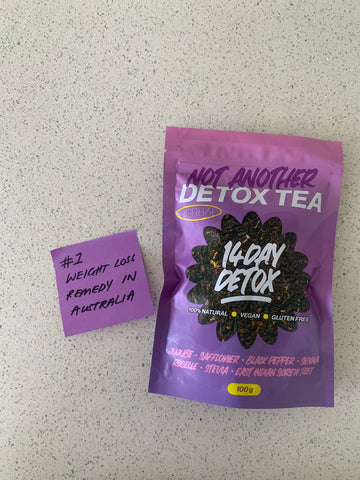 #1
WEIGHT LOSS
REMEDY IN
AUSTRALIA
NOT ANOTHER
DETOX TEA
HERBAL
14 DAY
DETOX
100% NATURAL VEGAN GLUTEN FREE
JUJUBE · SAFFLOWER · BLACK PEPPER · SENNA
ROSELLE · STEVIA · EAST INDIAN SCREW TREE
100g